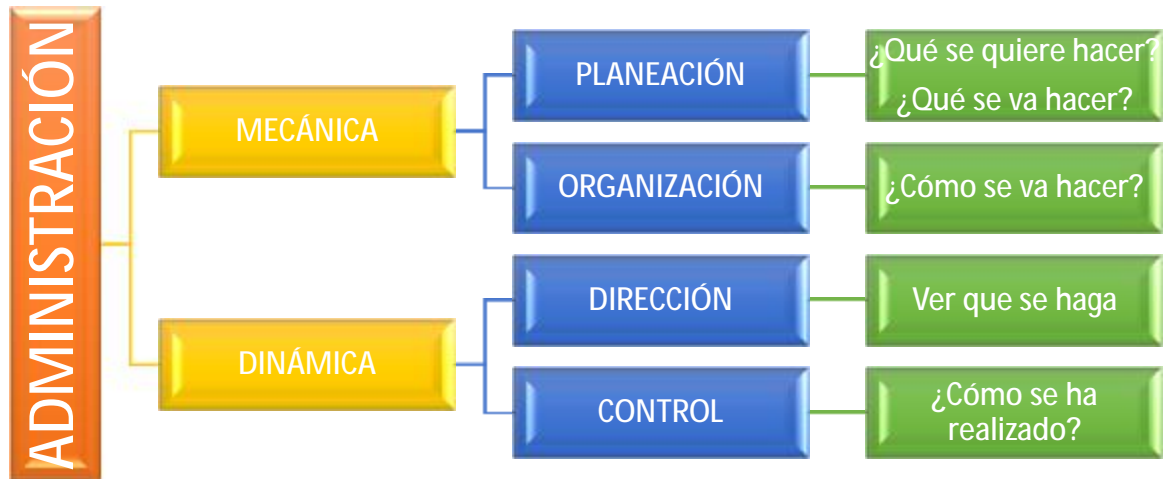 ADMINISTRACIÓN
MECÁNICA
PLANEACIÓN
¿Qué se quiere hacer?
¿Qué se va hacer?
ORGANIZACIÓN
¿Cómo se va hacer?
DINÁMICA
DIRECCIÓN
Ver que se haga
CONTROL
¿Cómo se ha
realizado?